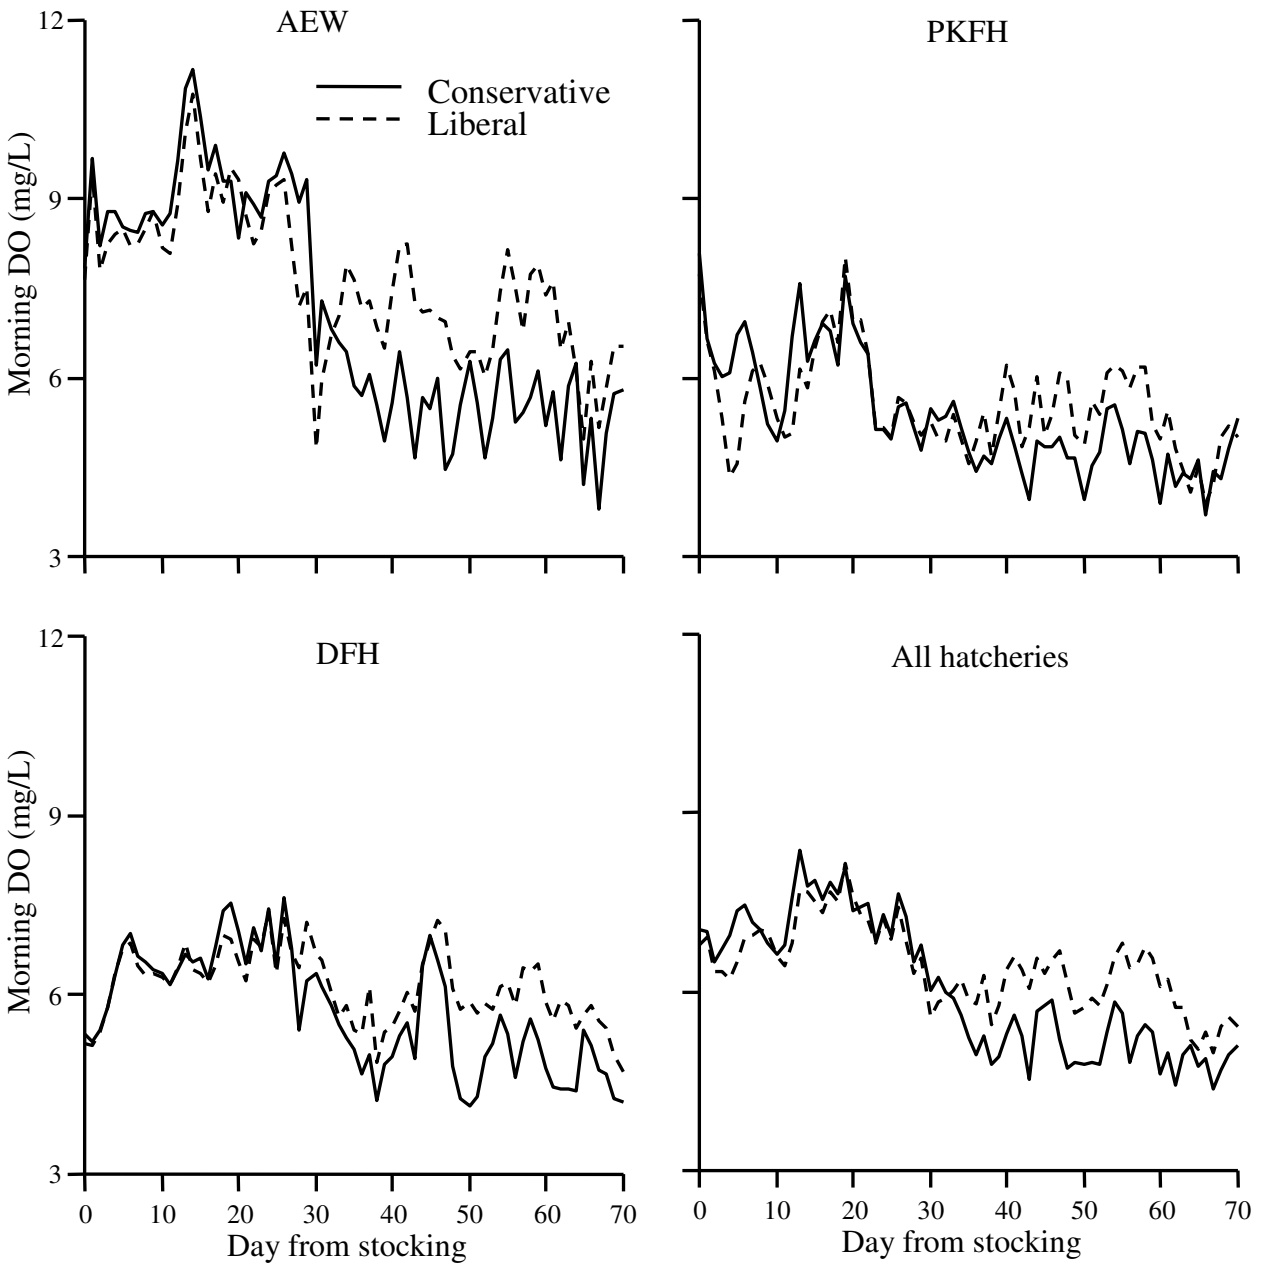 AEW
PKFH
Conservative
Liberal
12
9
6
3
Morning DO (mg/L)
DFH
All hatcheries
12
9
6
3
Morning DO (mg/L)
0 10 20 30 40 50 60 70
Day from stocking
0 10 20 30 40 50 60 70
Day from stocking